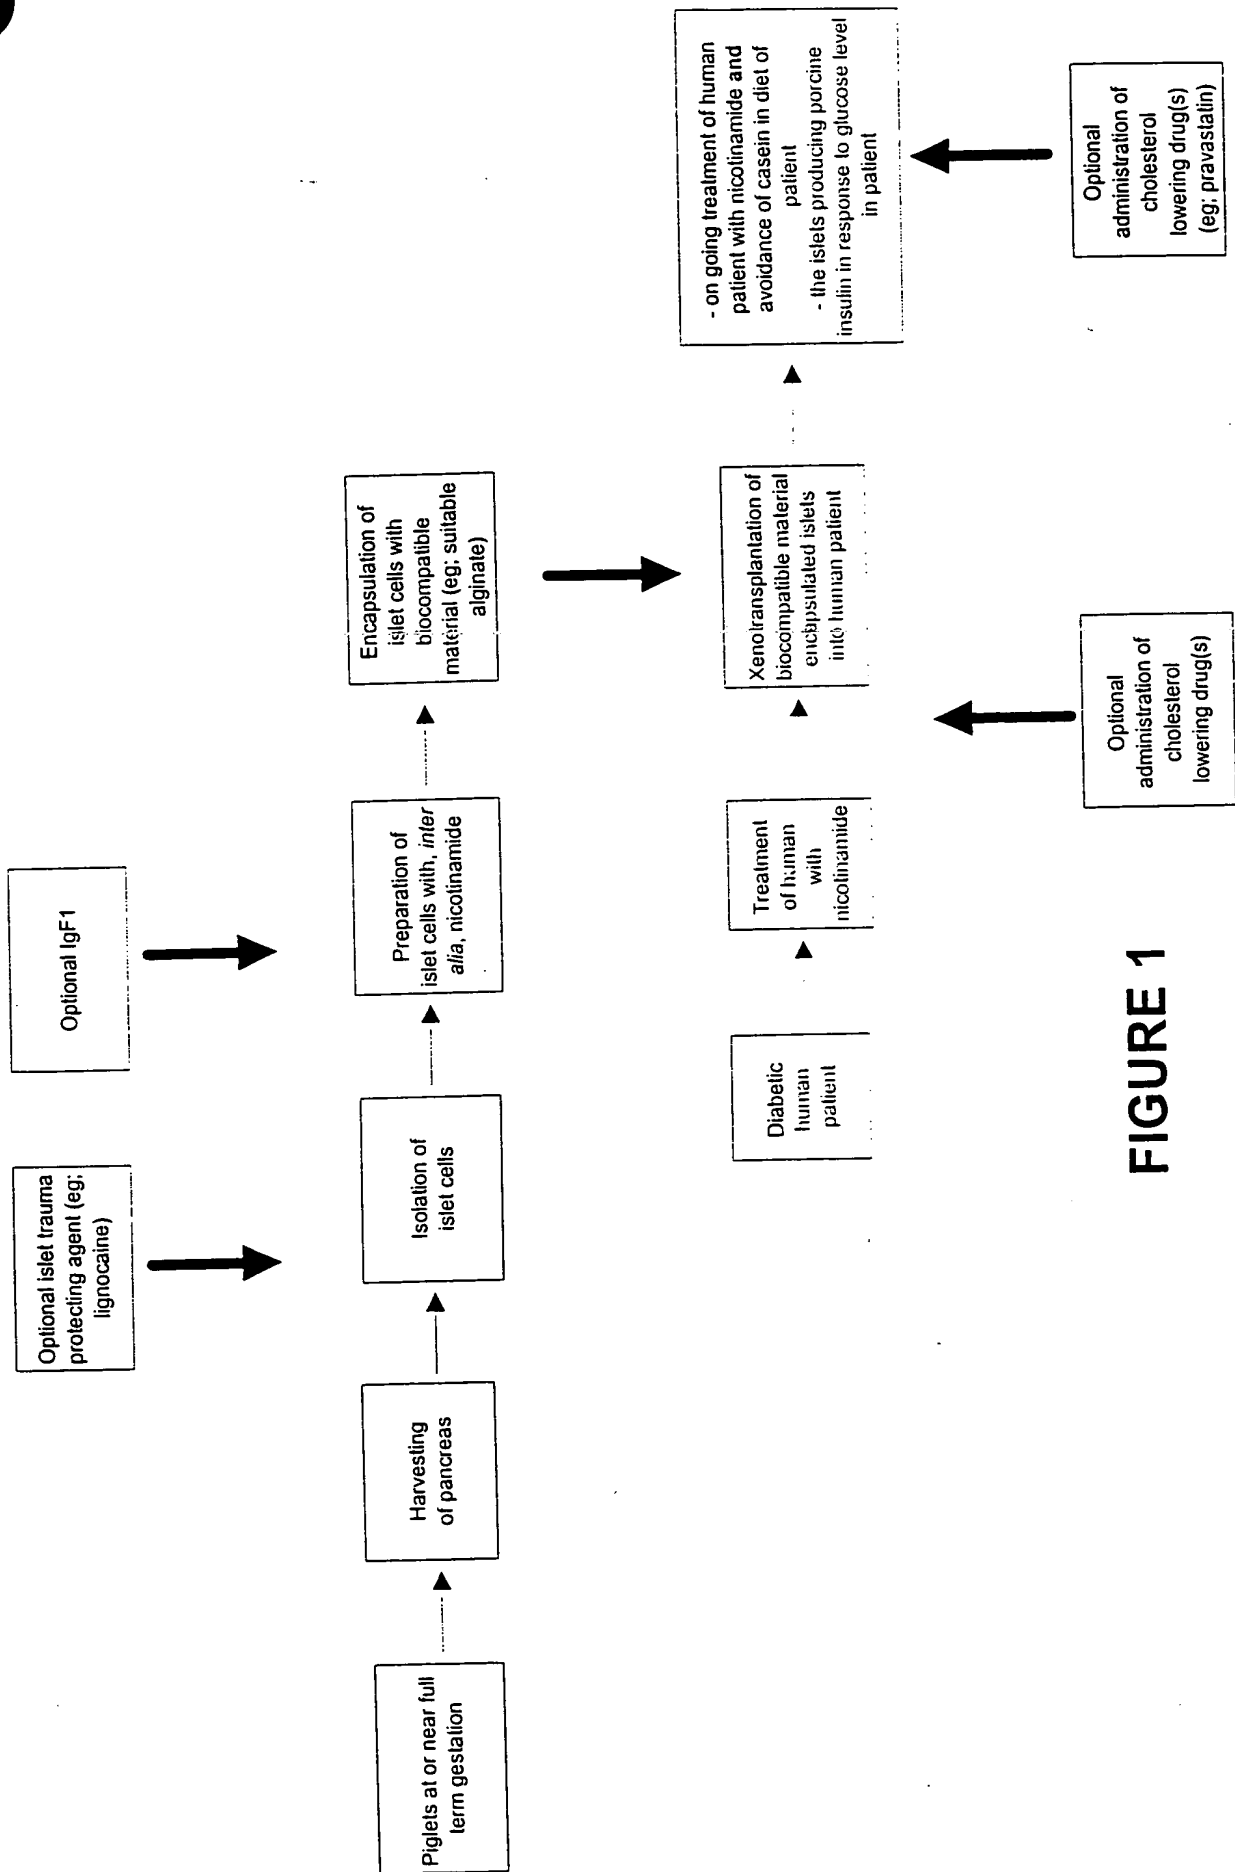 Optional islet trauma
protecting agent (eg;
lignocaine)
Optional IgF1
Piglets at or near full
term gestation
Harvesting
of pancreas
Isolation of
islet cells
Preparation of
islet cells with, inter
alia, nicotinamide
Encapsulation of
islet cells with
biocompatible
material (eg; suitable
alginate)
Diabetic
human
patient
Treatment
of human
with
nicotinamide
Xenotransplantation of
biocompatible material
encapsulated islets
into human patient
- on going treatment of human
patient with nicotinamide and
avoidance of casein in diet of
patient
- the islets producing porcine
insulin in response to glucose level
in patient
Optional
administration of
cholesterol
lowering drug(s)
Optional
administration of
cholesterol
lowering drug(s)
(eg; pravastatin)
FIGURE 1